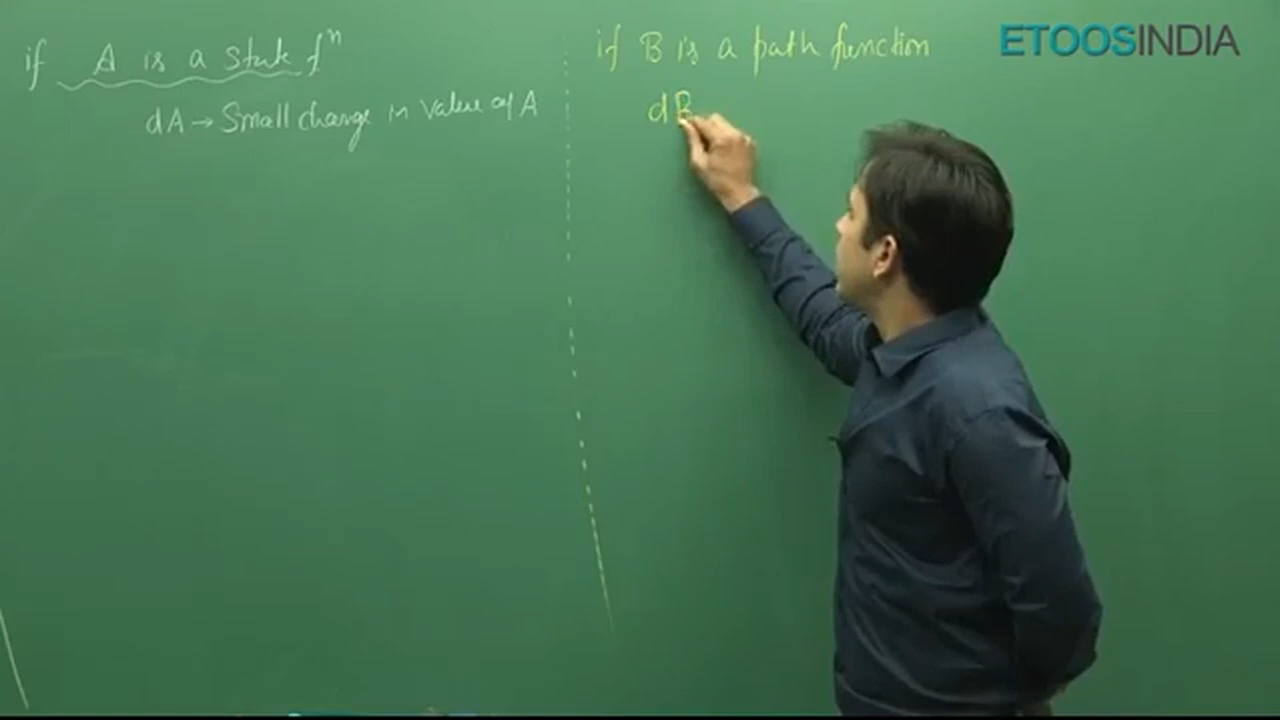 if A is a state fⁿ
dA → Small change in value of A
if B is a path function
dB
ETOOSINDIA